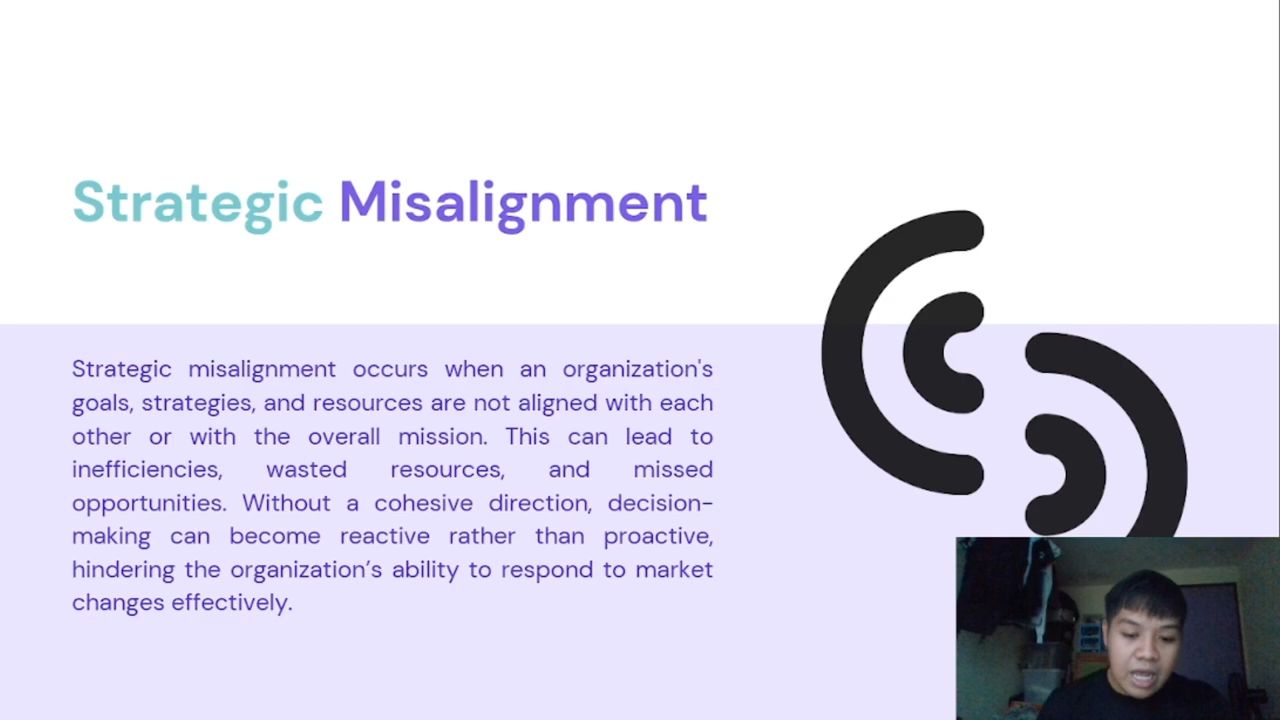 Strategic Misalignment
Strategic misalignment occurs when an organization's
goals, strategies, and resources are not aligned with each
other or with the overall mission. This can lead to
inefficiencies, wasted resources, and missed
opportunities. Without a cohesive direction, decision-
making can become reactive rather than proactive,
hindering the organization’s ability to respond to market
changes effectively.